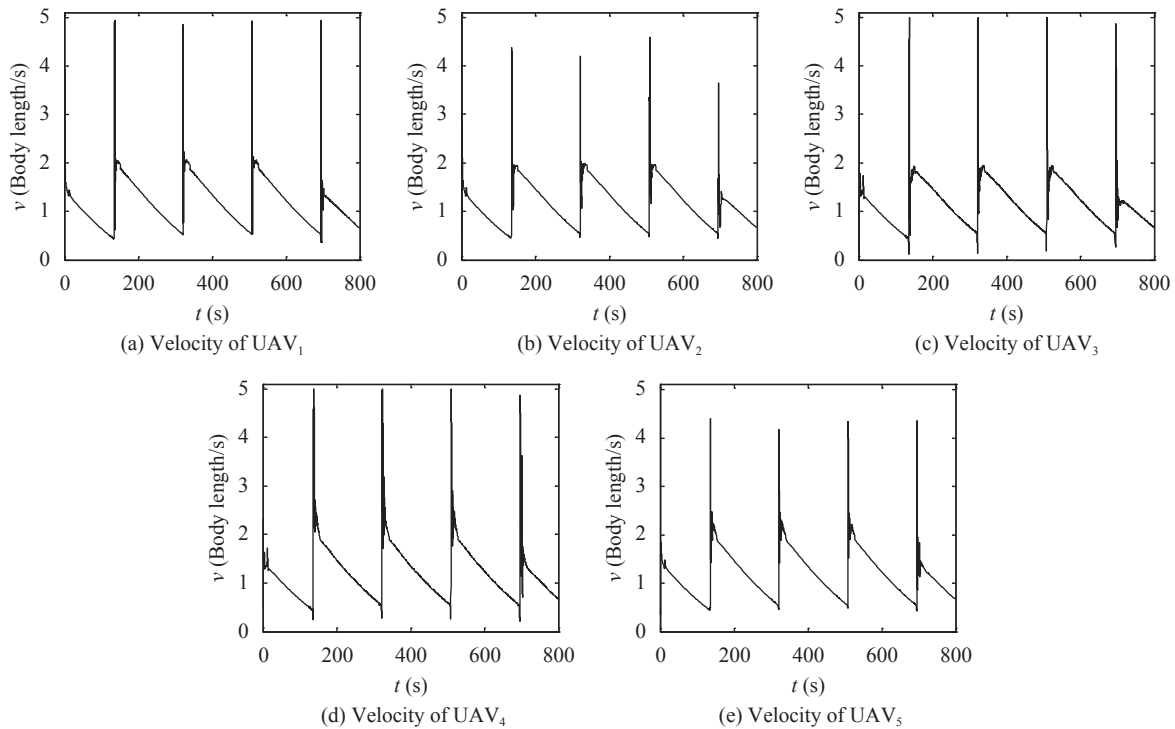 5
4
3
2
1
0
v (Body length/s)
0 200 400 600 800
t (s)
(a) Velocity of UAV₁
5
4
3
2
1
0
v (Body length/s)
0 200 400 600 800
t (s)
(b) Velocity of UAV₂
5
4
3
2
1
0
v (Body length/s)
0 200 400 600 800
t (s)
(c) Velocity of UAV₃
5
4
3
2
1
0
v (Body length/s)
0 200 400 600 800
t (s)
(d) Velocity of UAV₄
5
4
3
2
1
0
v (Body length/s)
0 200 400 600 800
t (s)
(e) Velocity of UAV₅